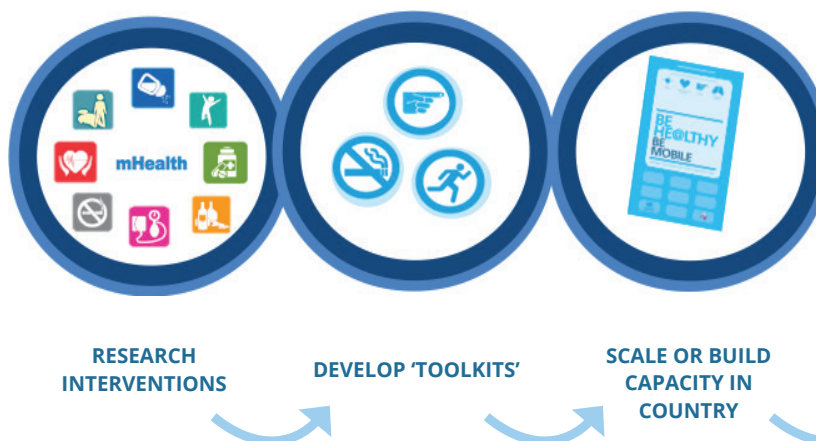 mHealth
BE
HE@LTHY
BE
MOBILE
RESEARCH
INTERVENTIONS
DEVELOP ‘TOOLKITS’
SCALE OR BUILD
CAPACITY IN
COUNTRY